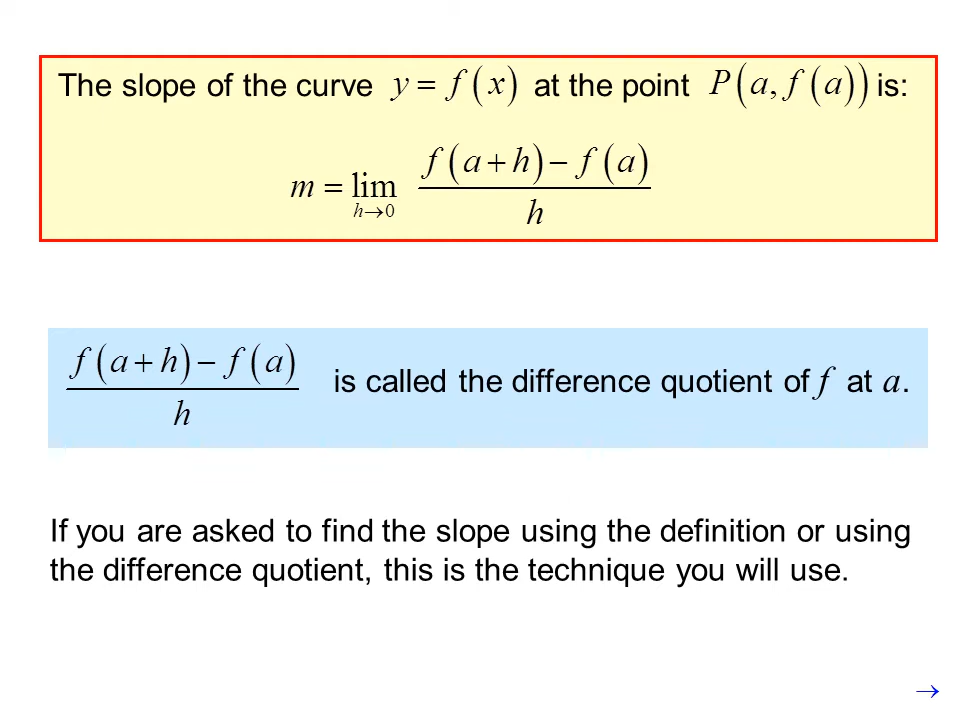 The slope of the curve y = f(x) at the point P(a, f(a)) is:
m = lim h→0 f(a+h) − f(a) / h
f(a+h) − f(a) / h is called the difference quotient of f at a.
If you are asked to find the slope using the definition or using
the difference quotient, this is the technique you will use.
→